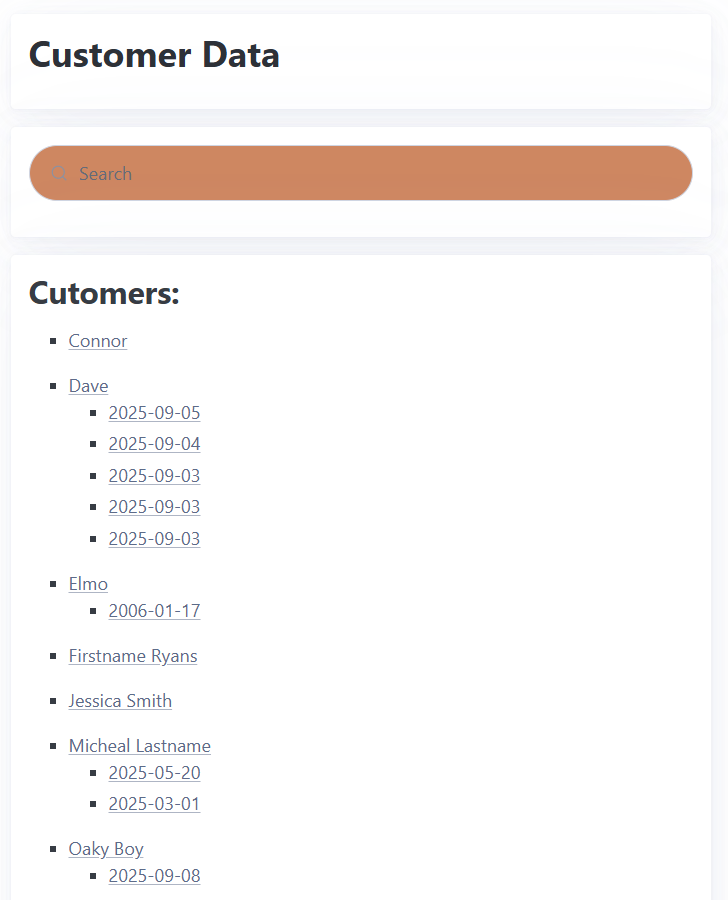 Customer Data
Search
Cutomers:
Connor
Dave
2025-09-05
2025-09-04
2025-09-03
2025-09-03
2025-09-03
Elmo
2006-01-17
Firstname Ryans
Jessica Smith
Micheal Lastname
2025-05-20
2025-03-01
Oaky Boy
2025-09-08